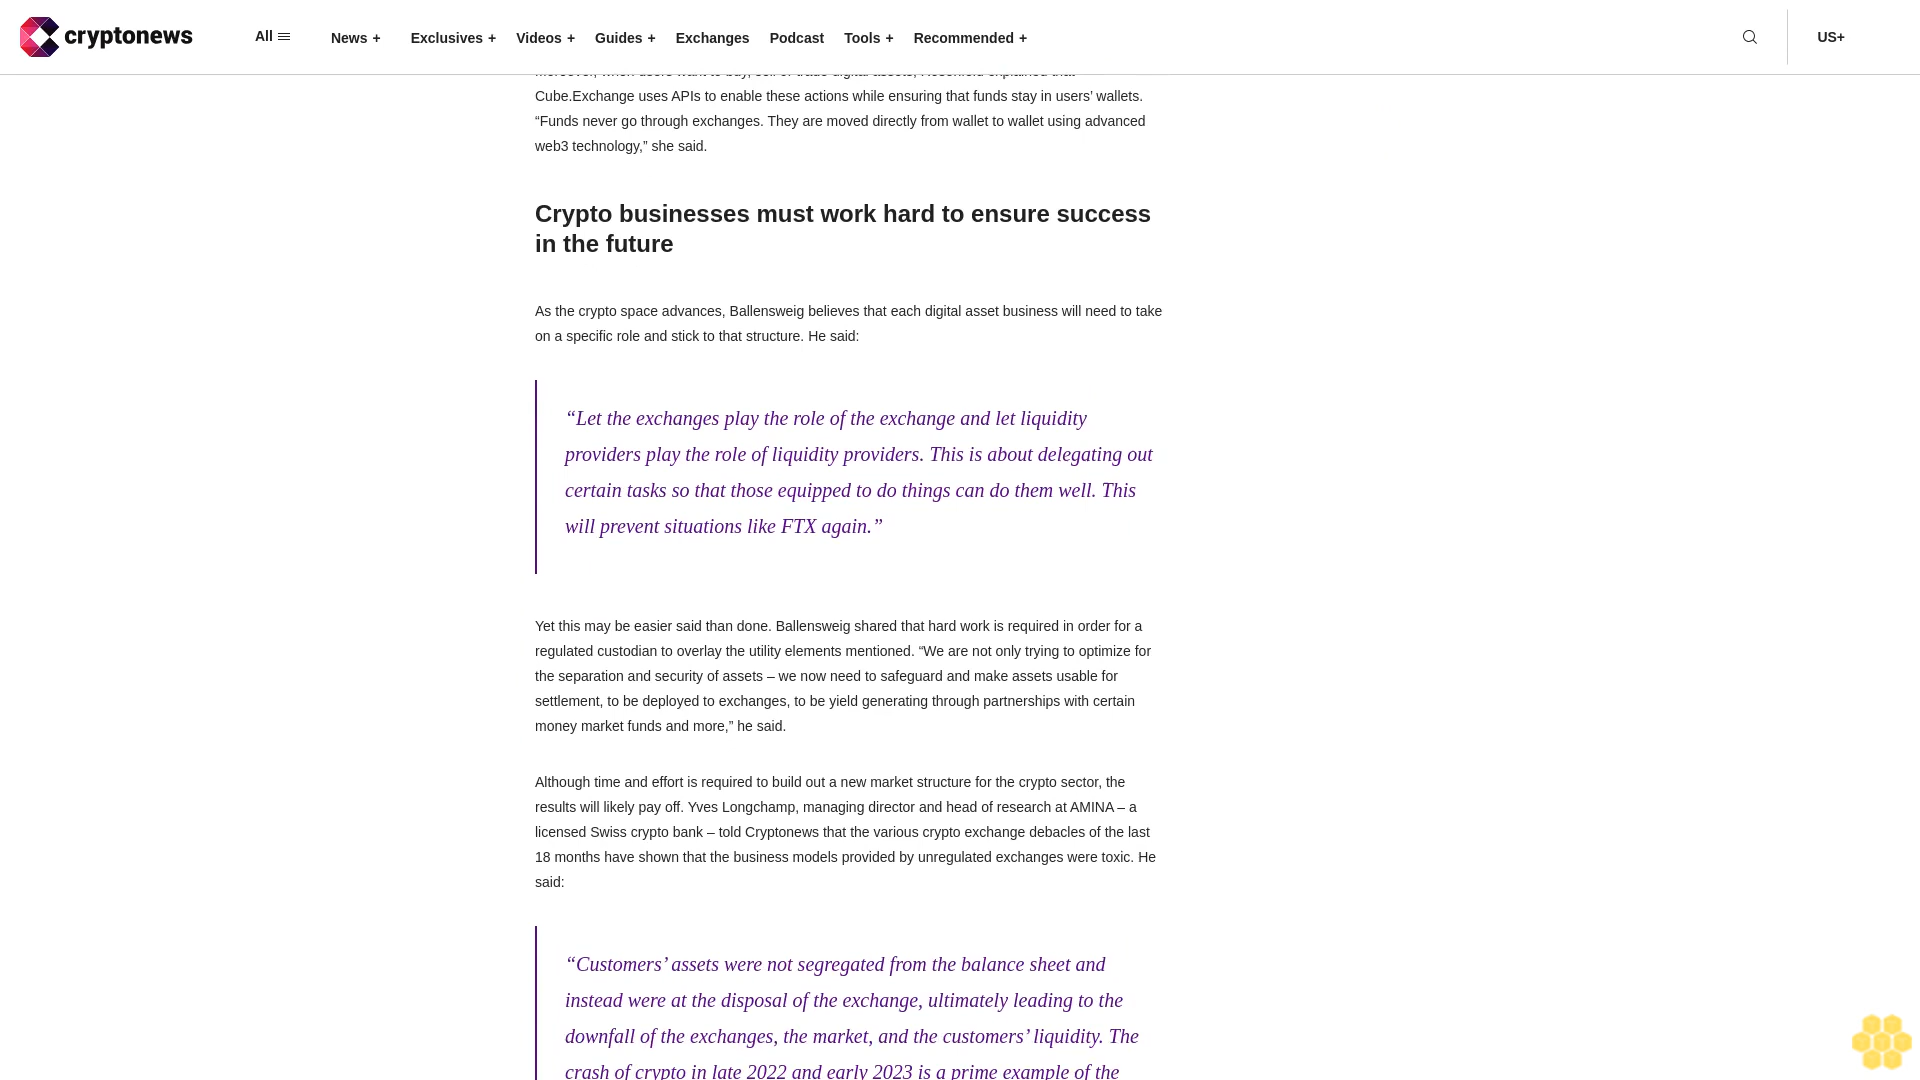 cryptonews
All
News +
Exclusives +
Videos +
Guides +
Exchanges
Podcast
Tools +
Recommended +
US+
Moreover, when users want to buy, sell or trade digital assets, Rosenfeld explained that
Cube.Exchange uses APIs to enable these actions while ensuring that funds stay in users’ wallets.
“Funds never go through exchanges. They are moved directly from wallet to wallet using advanced
web3 technology,” she said.
Crypto businesses must work hard to ensure success
in the future
As the crypto space advances, Ballensweig believes that each digital asset business will need to take
on a specific role and stick to that structure. He said:
“Let the exchanges play the role of the exchange and let liquidity
providers play the role of liquidity providers. This is about delegating out
certain tasks so that those equipped to do things can do them well. This
will prevent situations like FTX again.”
Yet this may be easier said than done. Ballensweig shared that hard work is required in order for a
regulated custodian to overlay the utility elements mentioned. “We are not only trying to optimize for
the separation and security of assets – we now need to safeguard and make assets usable for
settlement, to be deployed to exchanges, to be yield generating through partnerships with certain
money market funds and more,” he said.
Although time and effort is required to build out a new market structure for the crypto sector, the
results will likely pay off. Yves Longchamp, managing director and head of research at AMINA – a
licensed Swiss crypto bank – told Cryptonews that the various crypto exchange debacles of the last
18 months have shown that the business models provided by unregulated exchanges were toxic. He
said:
“Customers’ assets were not segregated from the balance sheet and
instead were at the disposal of the exchange, ultimately leading to the
downfall of the exchanges, the market, and the customers’ liquidity. The
crash of crypto in late 2022 and early 2023 is a prime example of the